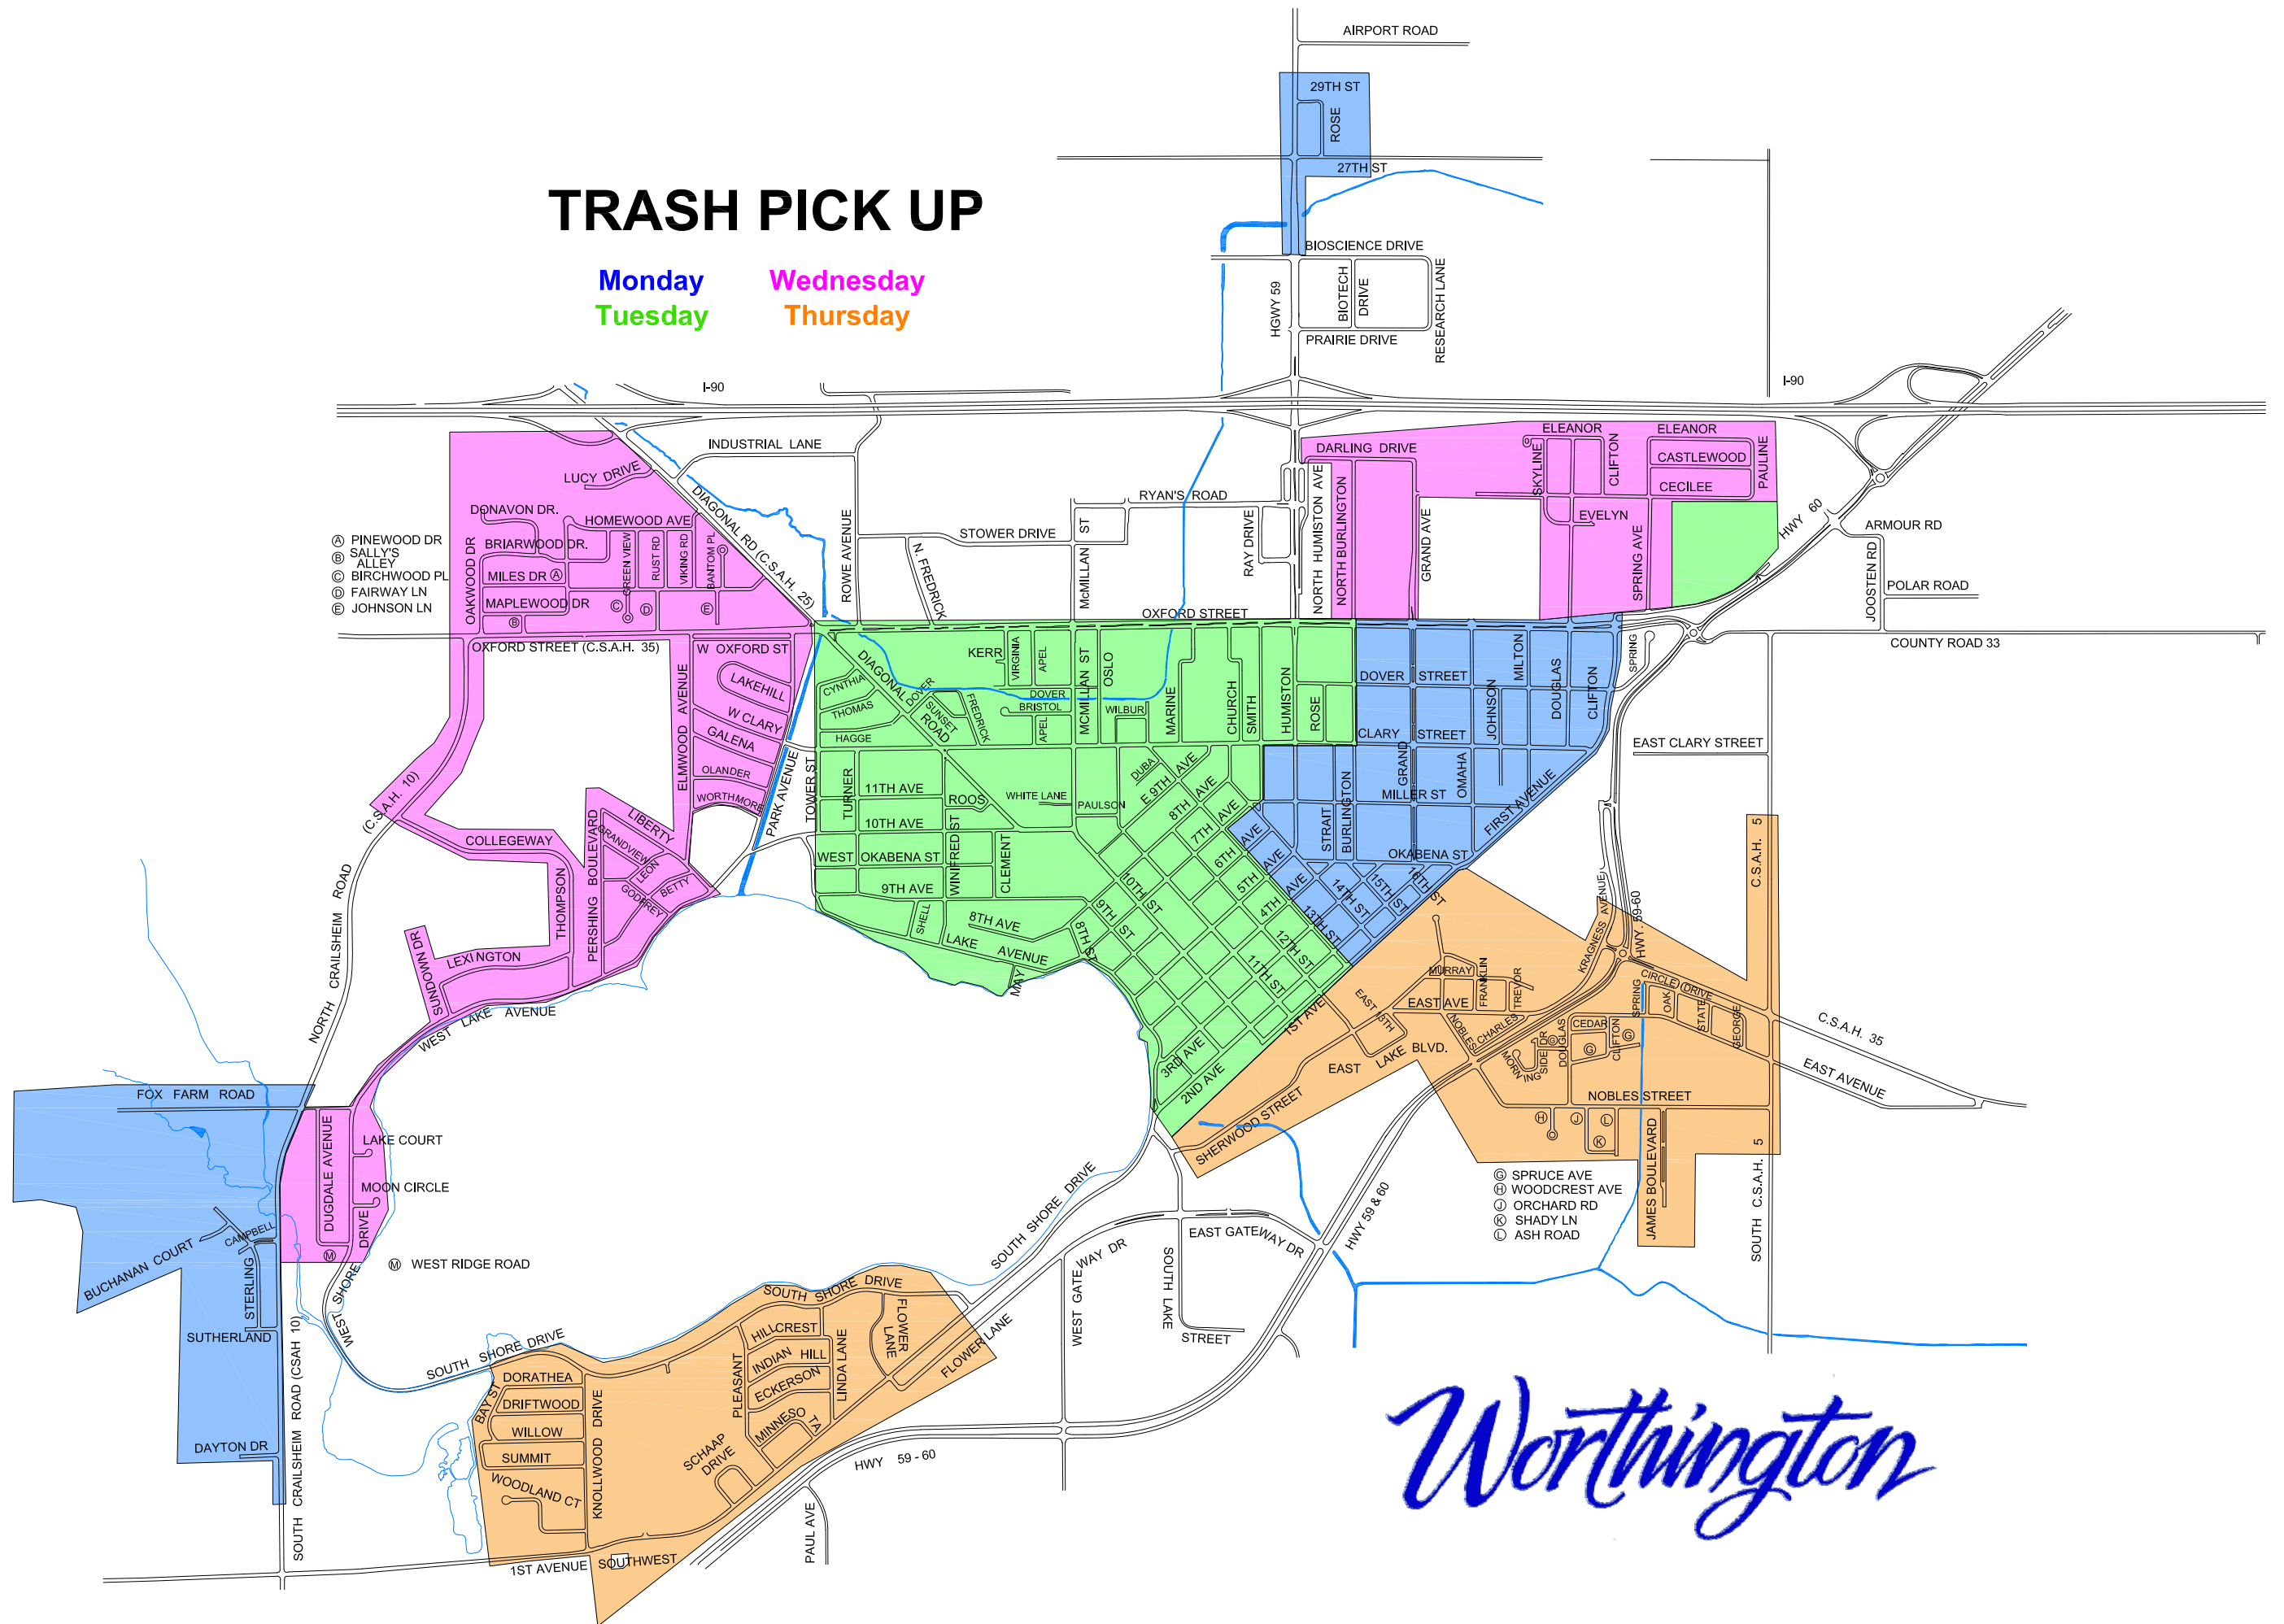 AIRPORT ROAD
29TH ST
ROSE
27TH ST
TRASH PICK UP
Monday
Wednesday
Tuesday
Thursday
BIOSCIENCE DRIVE
HGWY 59
BIOTECH
DRIVE
RESEARCH LANE
PRAIRIE DRIVE
I-90
I-90
INDUSTRIAL LANE
LUCY DRIVE
DIAGONAL RD (C.S.A.H. 25)
DONAVON DR.
HOMEWOOD AVE
BRIARWOOD DR.
OAKWOOD DR
MILES DR Ⓐ
MAPLEWOOD DR
GREEN VIEW
RUST RD
VIKING RD
BANTOM PL
Ⓑ
Ⓒ
Ⓓ
Ⓔ
Ⓐ PINEWOOD DR
Ⓑ SALLY'S
ALLEY
Ⓒ BIRCHWOOD PL
Ⓓ FAIRWAY LN
Ⓔ JOHNSON LN
OXFORD STREET (C.S.A.H. 35)
ROWE AVENUE
N. FREDRICK
STOWER DRIVE
McMILLAN ST
RYAN'S ROAD
RAY DRIVE
OXFORD STREET
NORTH HUMISTON AVE
NORTH BURLINGTON
DARLING DRIVE
GRAND AVE
SKYLINE
ELEANOR
CLIFTON
ELEANOR
CASTLEWOOD
CECILEE
PAULINE
EVELYN
SPRING AVE
HWY 60
ARMOUR RD
JOOSTEN RD
POLAR ROAD
COUNTY ROAD 33
W OXFORD ST
LAKEHILL
W CLARY
GALENA
OLANDER
WORTHMORE
ELMWOOD AVENUE
PARK AVENUE
TOWER ST
CYNTHIA
THOMAS
HAGGE
DIAGONAL
ROAD
DOVER
SUNSET
FREDRICK
KERR
VIRGINIA
APEL
DOVER
BRISTOL
APEL
MCMILLAN ST
OSLO
WILBUR
MARINE
CHURCH
SMITH
HUMISTON
ROSE
DOVER STREET
CLARY STREET
GRAND
JOHNSON
MILTON
DOUGLAS
CLIFTON
SPRING
OMAHA
MILLER ST
FIRST AVENUE
STRAIT
BURLINGTON
OKABENA ST
EAST CLARY STREET
TURNER
11TH AVE
10TH AVE
ROOS
WHITE LANE
PAULSON
DUBA
E 9TH AVE
8TH AVE
7TH AVE
6TH AVE
5TH AVE
4TH AVE
WEST OKABENA ST
WINIFRED ST
CLEMENT
9TH AVE
SHELL
8TH AVE
LAKE AVENUE
MAY
8TH ST
9TH ST
10TH ST
11TH ST
12TH ST
13TH ST
14TH ST
15TH ST
16TH ST
3RD AVE
2ND AVE
1ST AVE
(C.S.A.H. 10)
NORTH CRAILSHEIM ROAD
COLLEGEWAY
THOMPSON
PERSHING BOULEVARD
LIBERTY
GRANDVIEW
LEON
BETTY
GODFREY
SUNDOWN DR
LEXINGTON
WEST LAKE AVENUE
KRAGNESS AVENUE
HWY. 59-60
C.S.A.H. 5
MURRAY
FRANKLIN
TREVOR
EAST AVE
EAST 13TH
NOBLES
CHARLES
EAST LAKE BLVD.
SHERWOOD STREET
MORN
ING
SIDE DR
DOUGLAS
CEDAR
CLIFTON
Ⓖ
Ⓖ
Ⓖ
SPRING
OAK
STATE
GEORGE
CIRCLE DRIVE
C.S.A.H. 35
EAST AVENUE
NOBLES STREET
Ⓗ
Ⓙ
Ⓛ
Ⓚ
JAMES BOULEVARD
SOUTH C.S.A.H. 5
Ⓖ SPRUCE AVE
Ⓗ WOODCREST AVE
Ⓙ ORCHARD RD
Ⓚ SHADY LN
Ⓛ ASH ROAD
FOX FARM ROAD
DUGDALE AVENUE
LAKE COURT
MOON CIRCLE
WEST SHORE DRIVE
Ⓜ
Ⓜ WEST RIDGE ROAD
BUCHANAN COURT
CAMPBELL
STERLING
SUTHERLAND
DAYTON DR
SOUTH CRAILSHEIM ROAD (CSAH 10)
SOUTH SHORE DRIVE
SOUTH SHORE DRIVE
SOUTH SHORE DRIVE
BAY ST
DORATHEA
DRIFTWOOD
WILLOW
SUMMIT
WOODLAND CT
KNOLLWOOD DRIVE
PLEASANT
HILLCREST
INDIAN HILL
ECKERSON
MINNESO
TA
LINDA LANE
FLOWER
LANE
FLOWER LANE
SCHAAP
DRIVE
1ST AVENUE SOUTHWEST
PAUL AVE
HWY 59 - 60
WEST GATE
WAY DR
EAST GATEWAY DR
SOUTH LAKE
STREET
HWY 59 & 60
Worthington